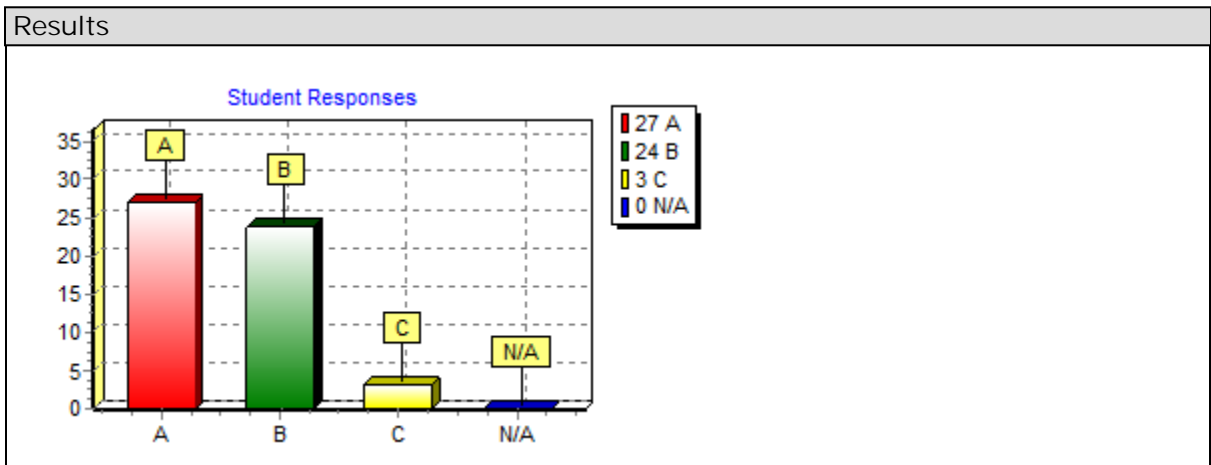 Results
Student Responses
35
30
25
20
15
10
5
0
A
B
C
N/A
A
B
C
N/A
27 A
24 B
3 C
0 N/A